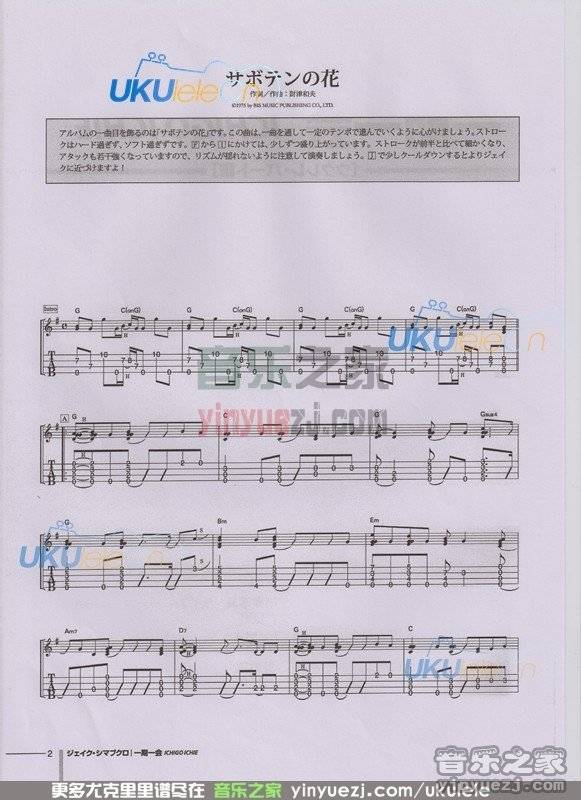 サボテンの花
UKUlele n
作詞／作曲：財津和夫
©1975 by BIS MUSIC PUBLISHING CO., LTD.
アルバムの一曲目を飾るのは「サボテンの花」です。この曲は、一曲を通して一定のテンポで進んでいくように心がけましょう。ストロー
クはハード過ぎず、ソフト過ぎずです。FからIにかけては、少しずつ盛り上がっています。ストロークが前半と比べて細かくなり、
アタックも若干強くなっていますので、リズムが揺れないように注意して演奏しましょう。Jで少しクールダウンするとよりジェイク
に近づけますよ！
Intro G C(onG) G C(onG) G C(onG) C C(onG)
UKUlele n
音乐之家
yinyuezj.com
A G C G Gsus4
G Bm Em
UKUlele n
Am7 D7 G C
UKUlele n
2 ジェイク・シマブクロ | 一期一会 ICHIGO ICHIE
音乐之家
yinyuezj.com
更多尤克里里谱尽在 音乐之家 yinyuezj.com/ukulele